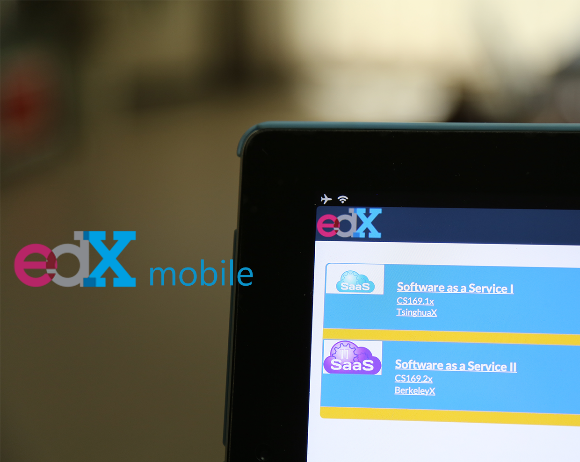 edX mobile
edX
SaaS
Software as a Service I
CS169.1x
TsinghuaX
SaaS
Software as a Service II
CS169.2x
BerkeleyX